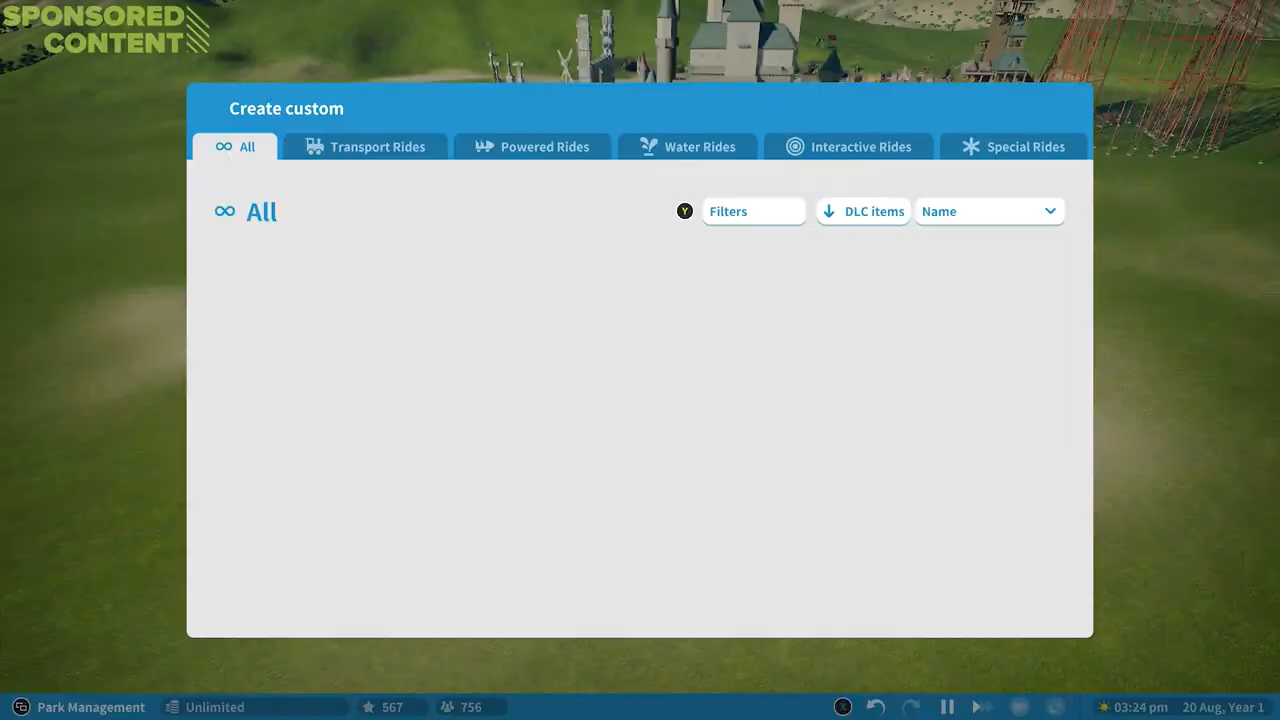 SPONSORED
CONTENT
Create custom
All
Transport Rides
Powered Rides
Water Rides
Interactive Rides
Special Rides
All
Y
Filters
DLC items
Name
Park Management
Unlimited
567
756
X
03:24 pm
20 Aug, Year 1